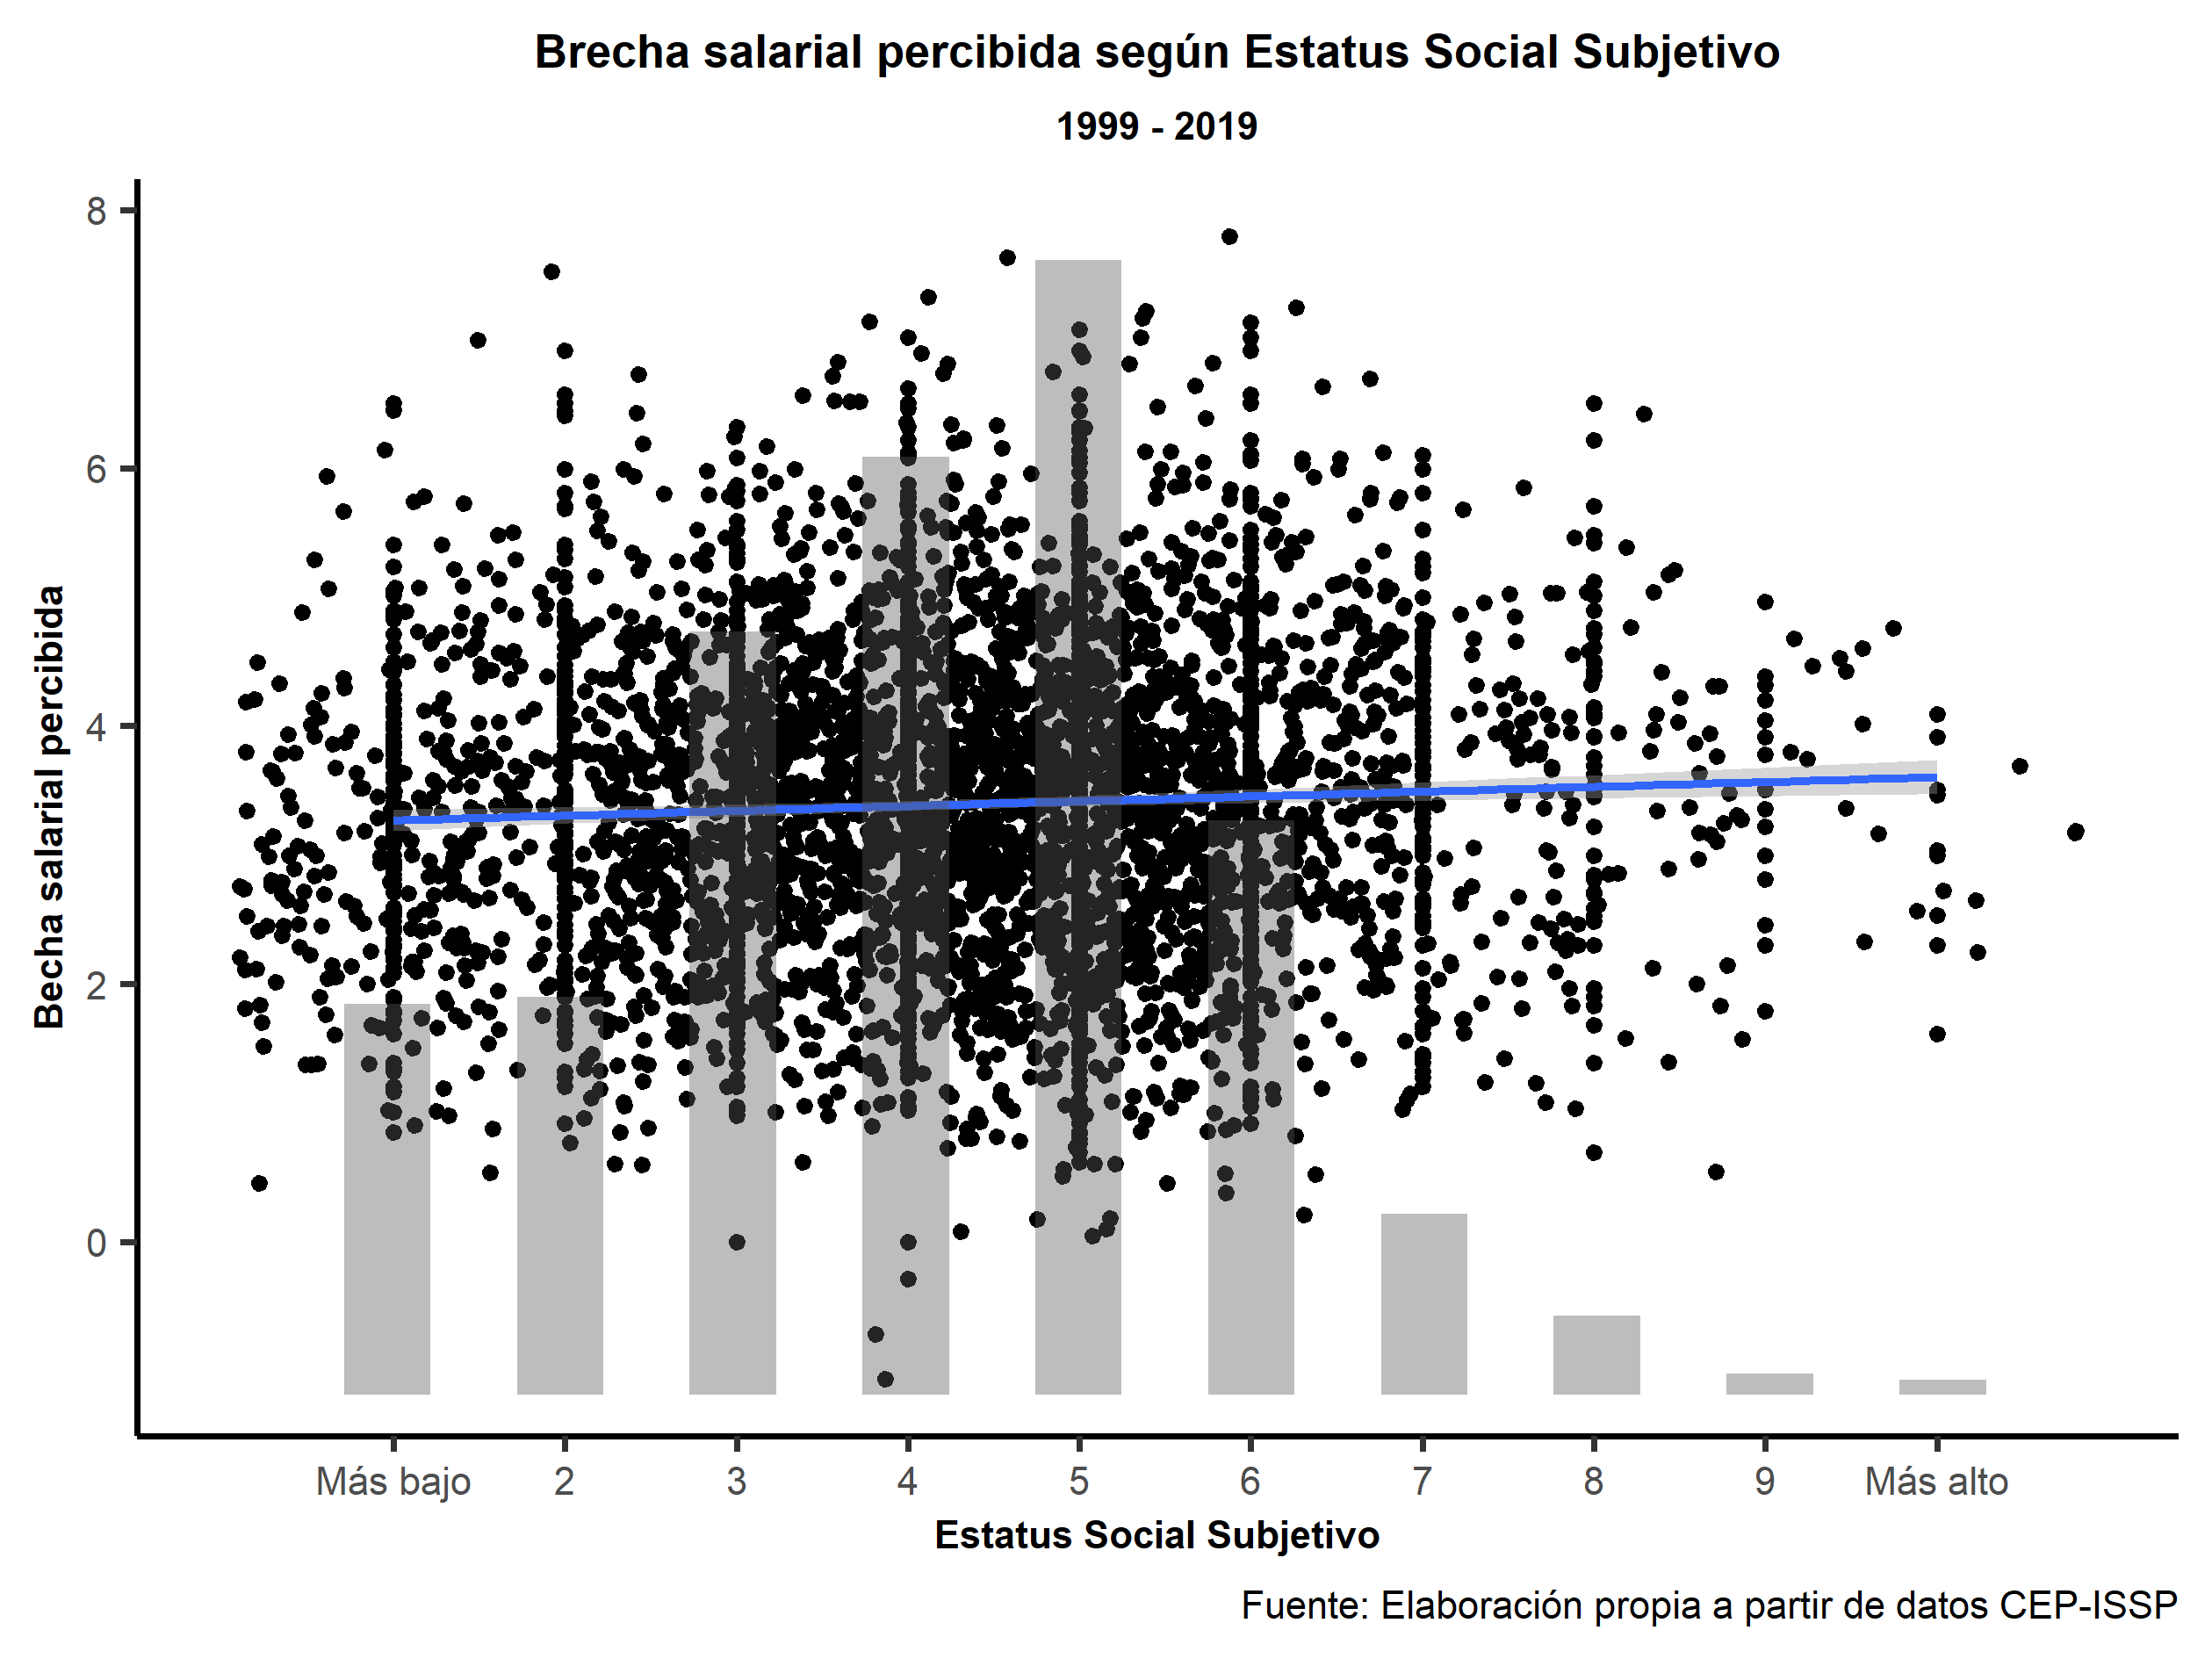 Brecha salarial percibida según Estatus Social Subjetivo
1999 - 2019
Becha salarial percibida
8
6
4
2
0
Más bajo 2 3 4 5 6 7 8 9 Más alto
Estatus Social Subjetivo
Fuente: Elaboración propia a partir de datos CEP-ISSP